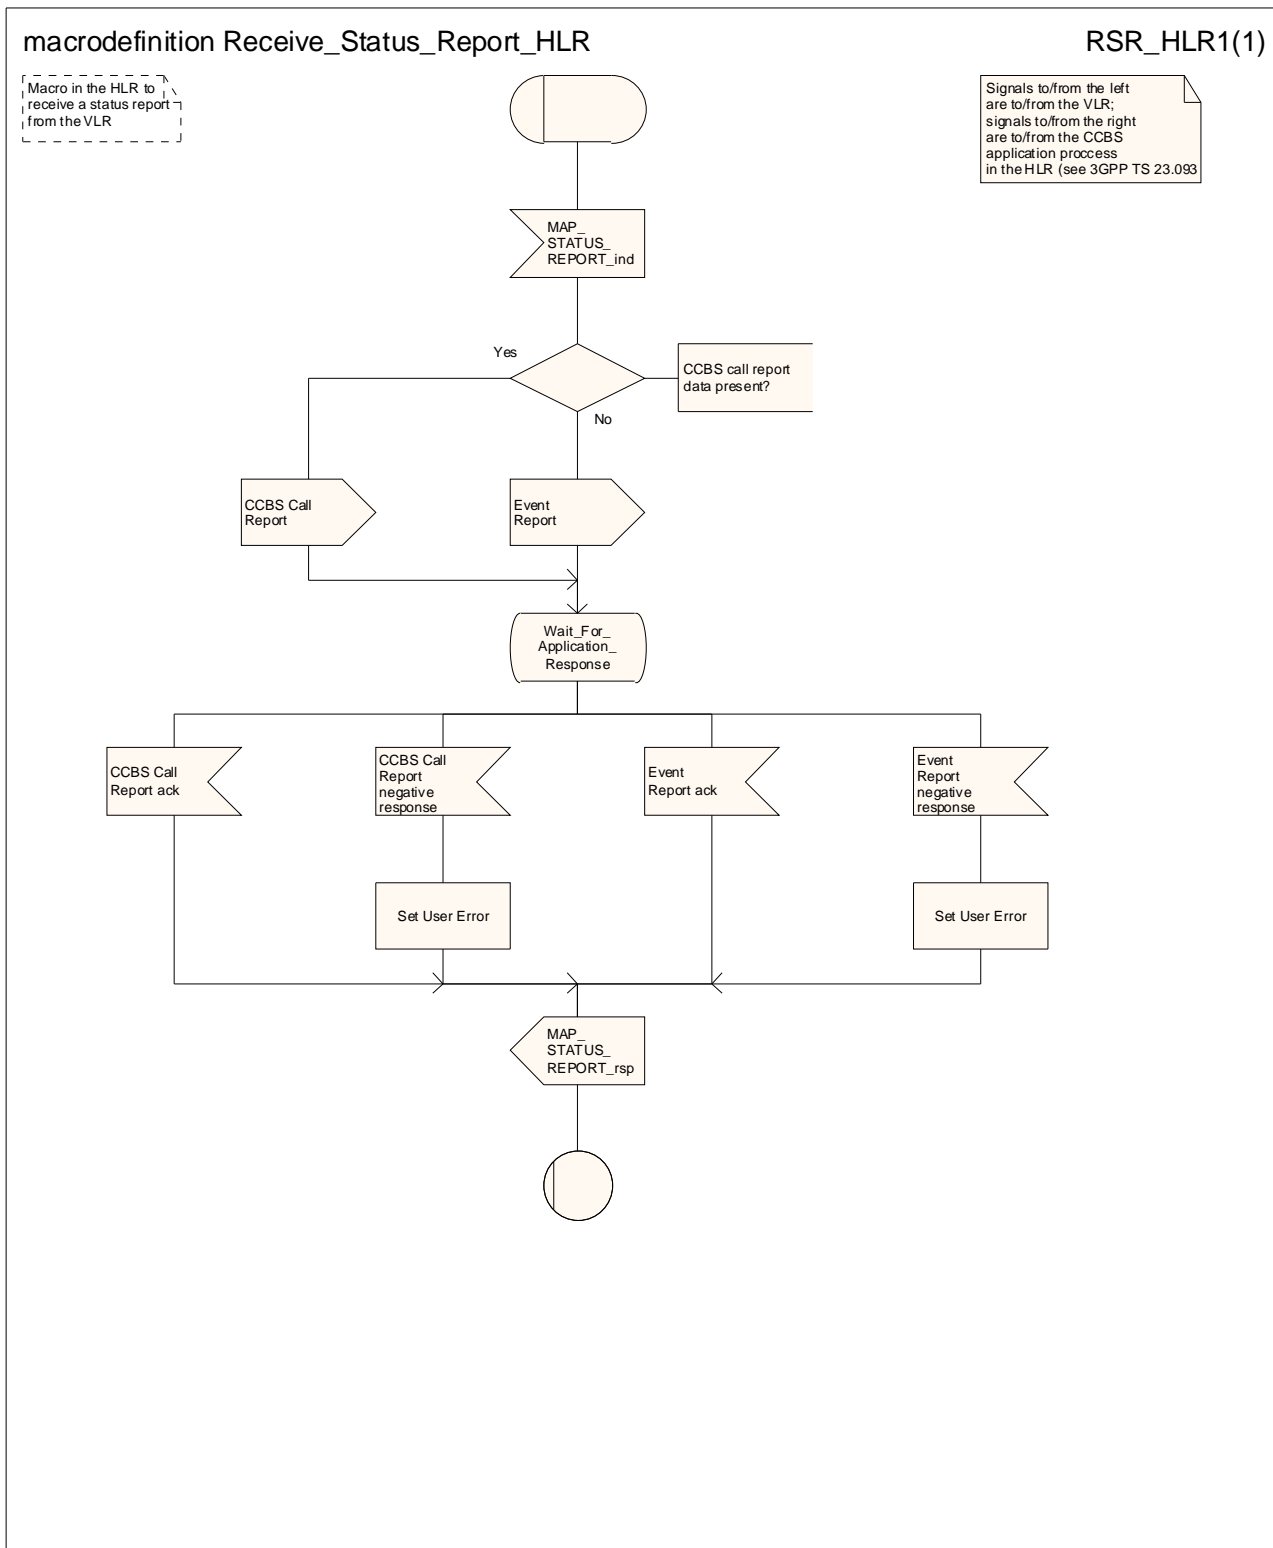 macrodefinition Receive_Status_Report_HLR
RSR_HLR1(1)
Macro in the HLR to
receive a status report
from the VLR
Signals to/from the left
are to/from the VLR;
signals to/from the right
are to/from the CCBS
application proccess
in the HLR (see 3GPP TS 23.093
MAP_
STATUS_
REPORT_ind
Yes
CCBS call report
data present?
No
CCBS Call
Report
Event
Report
Wait_For_
Application_
Response
CCBS Call
Report ack
CCBS Call
Report
negative
response
Event
Report ack
Event
Report
negative
response
Set User Error
Set User Error
MAP_
STATUS_
REPORT_rsp